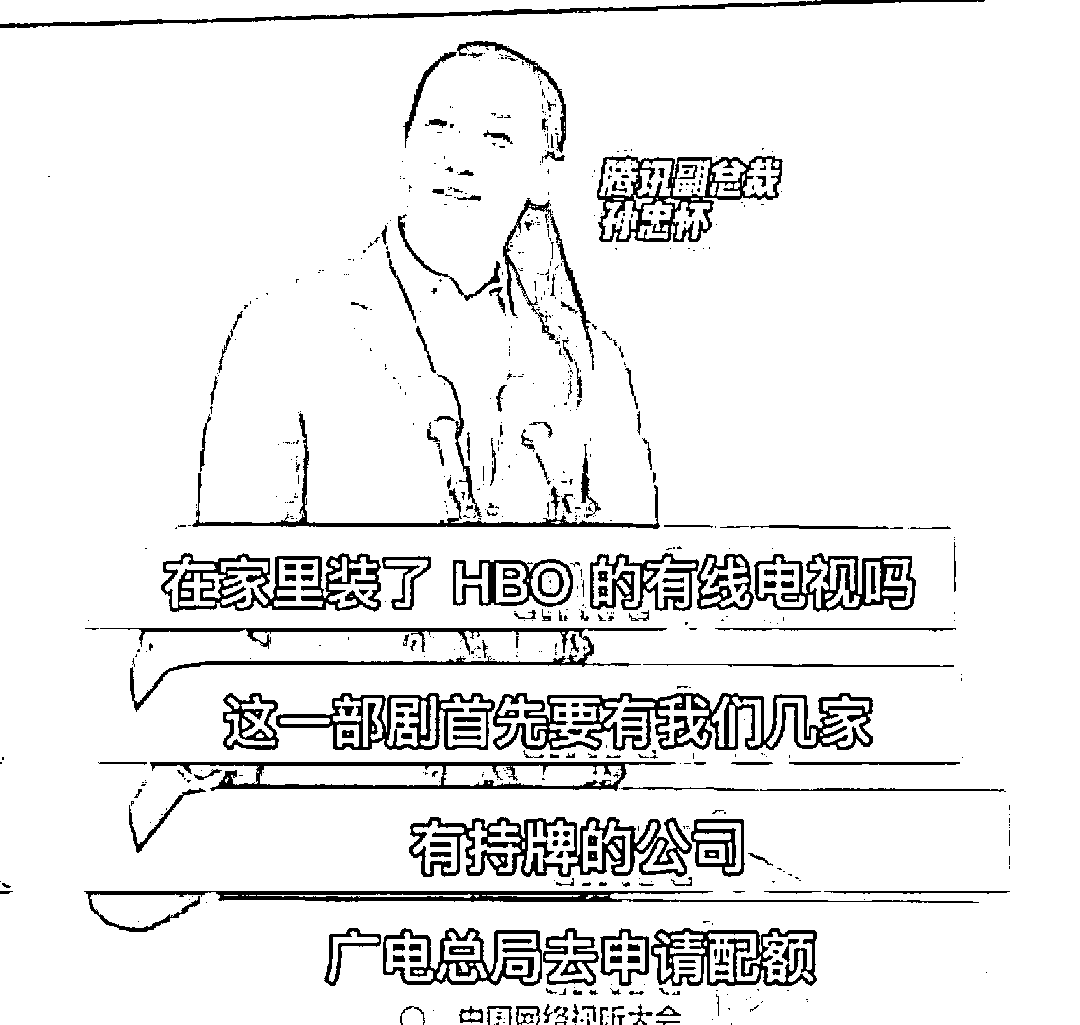 腾讯副总裁
孙忠怀
在家里装了 HBO 的有线电视吗
这一部剧首先要有我们几家
有持牌的公司
广电总局去申请配额
中国网络视听大会